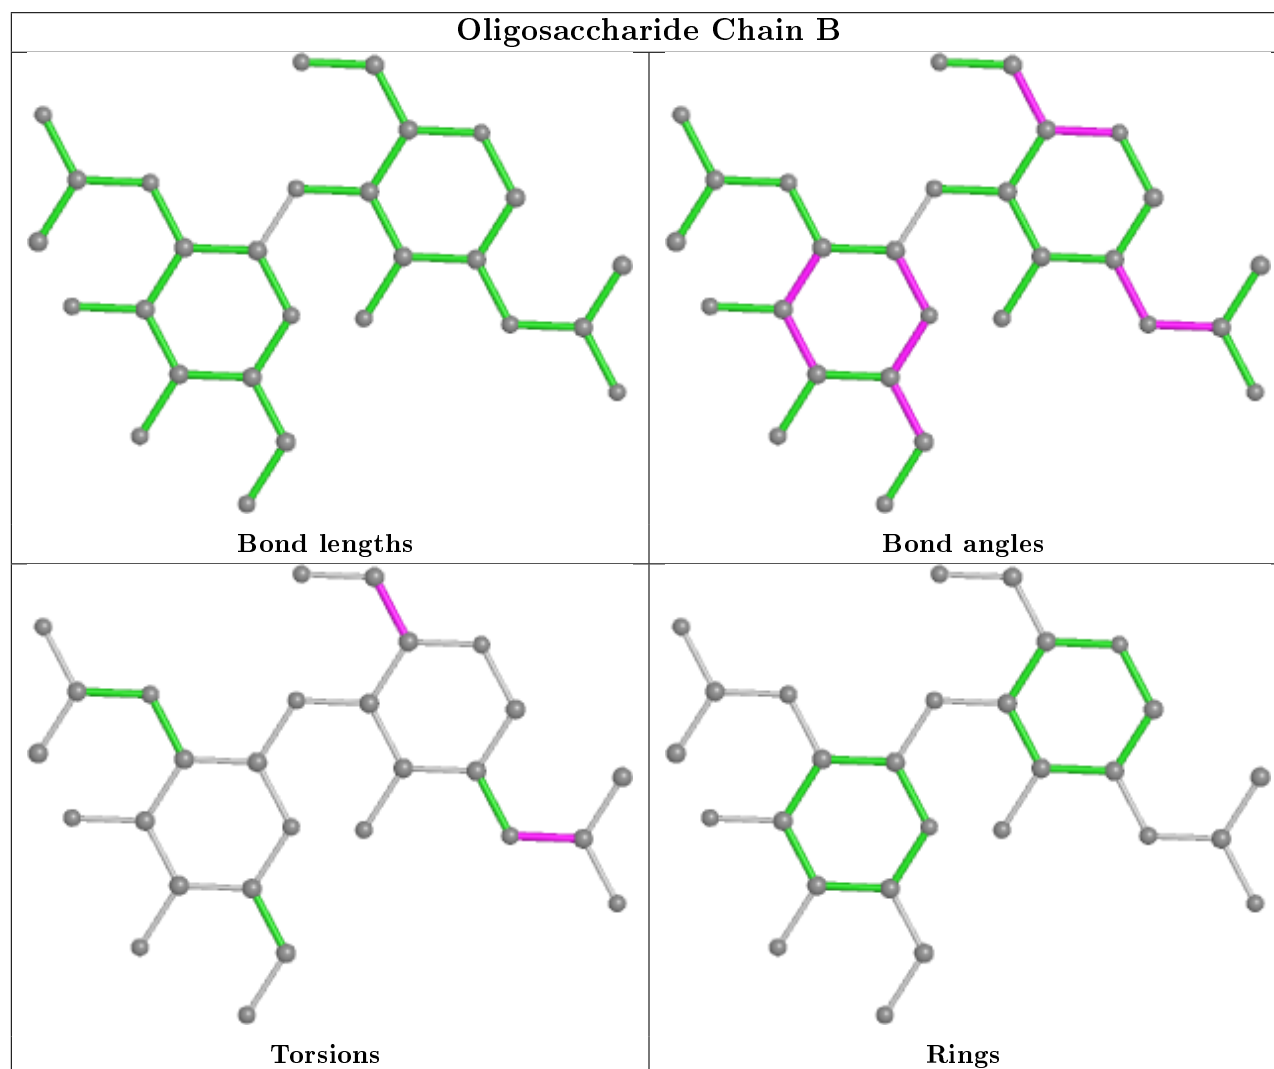 Oligosaccharide Chain B
Bond lengths
Bond angles
Torsions
Rings